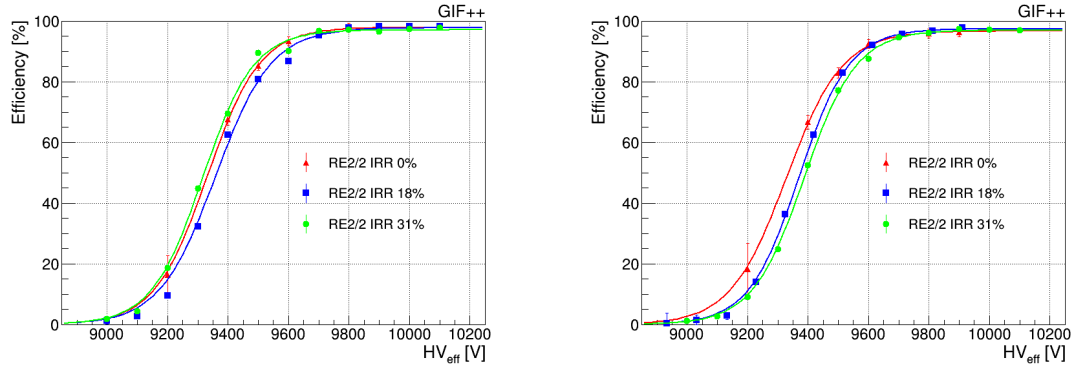 GIF++
Efficiency [%]
100
80
60
40
20
0
RE2/2 IRR 0%
RE2/2 IRR 18%
RE2/2 IRR 31%
9000 9200 9400 9600 9800 10000 10200
HVeff [V]
GIF++
Efficiency [%]
100
80
60
40
20
0
RE2/2 IRR 0%
RE2/2 IRR 18%
RE2/2 IRR 31%
9000 9200 9400 9600 9800 10000 10200
HVeff [V]